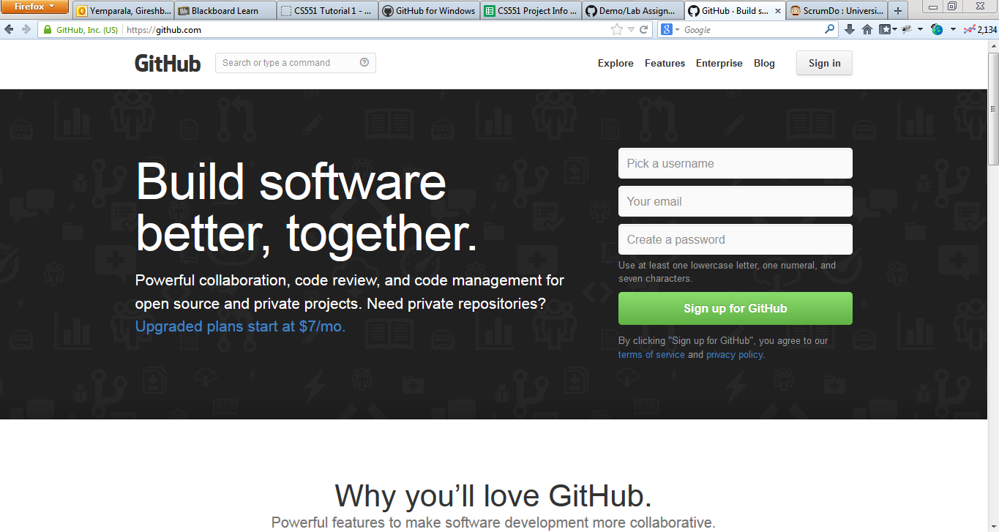 Firefox
Yemparala, Gireshb...
Blackboard Learn
CS551 Tutorial 1 - ...
GitHub for Windows
CS551 Project Info ...
Demo/Lab Assign...
GitHub · Build s...
ScrumDo : Universi...
GitHub, Inc. (US)
https://github.com
Google
2,134
GitHub
Search or type a command
Explore
Features
Enterprise
Blog
Sign in
Build software
better, together.
Powerful collaboration, code review, and code management for
open source and private projects. Need private repositories?
Upgraded plans start at $7/mo.
Pick a username
Your email
Create a password
Use at least one lowercase letter, one numeral, and
seven characters.
Sign up for GitHub
By clicking "Sign up for GitHub", you agree to our
terms of service and privacy policy.
Why you’ll love GitHub.
Powerful features to make software development more collaborative.